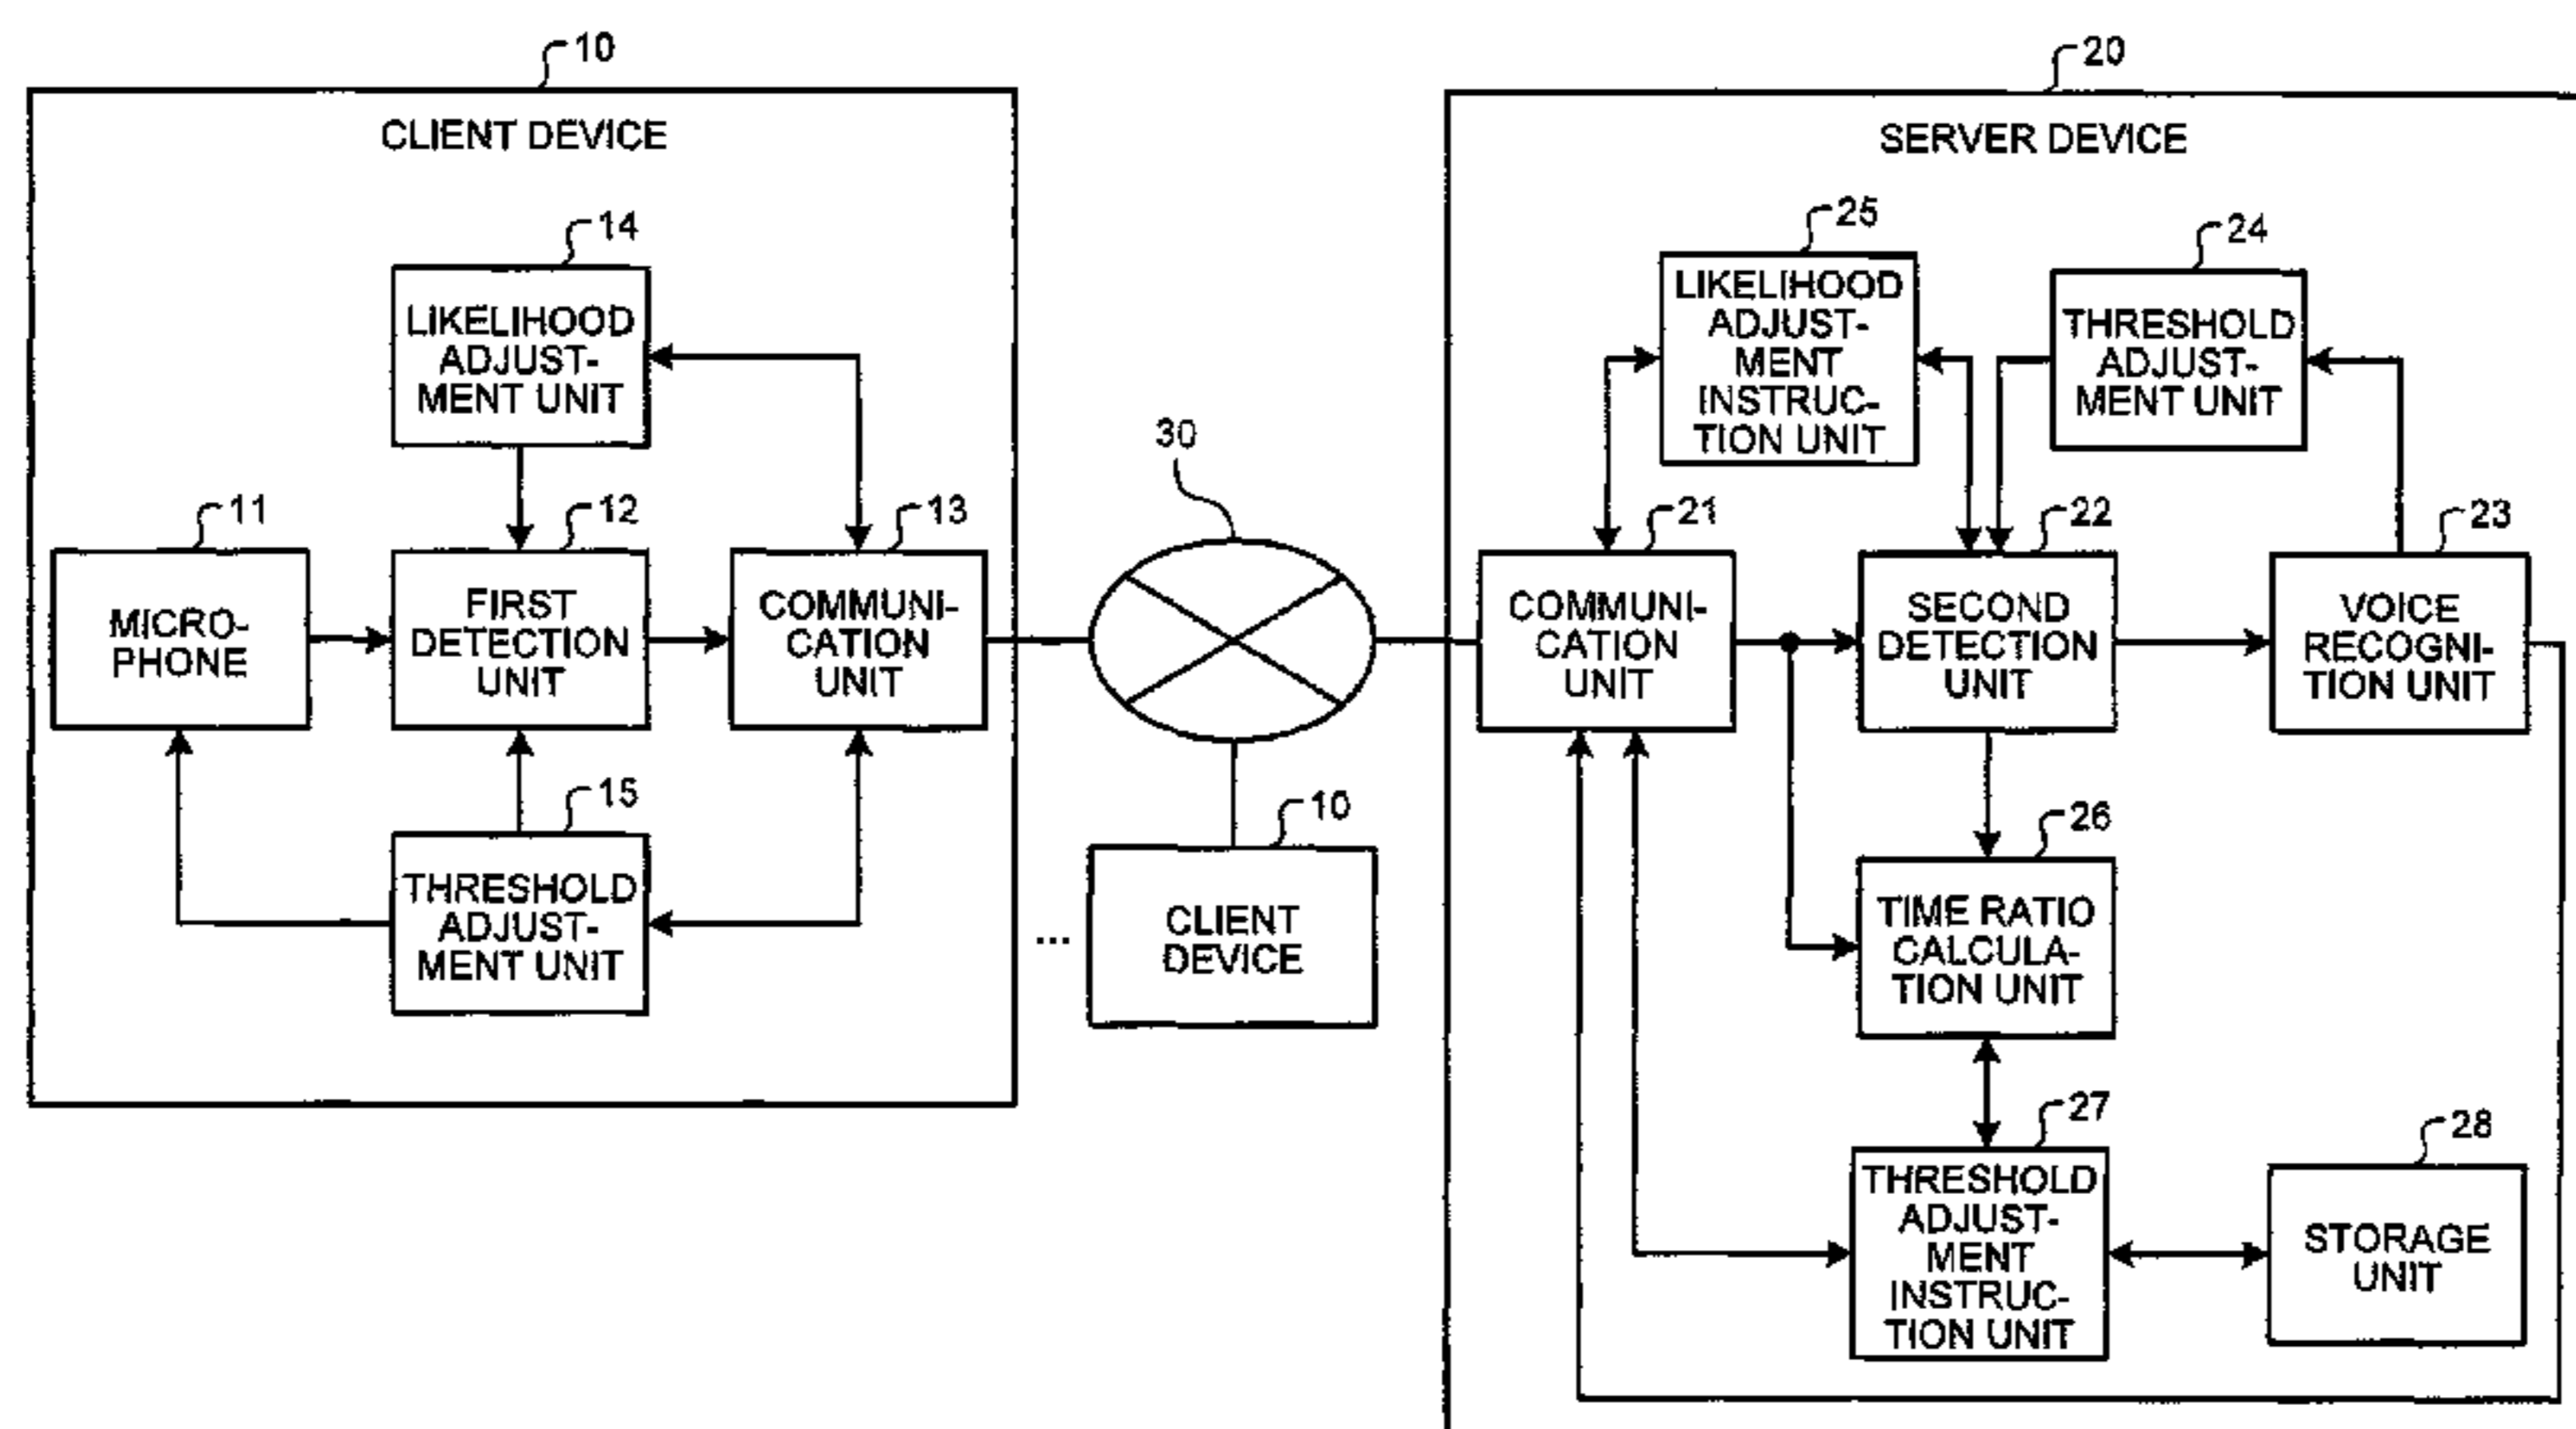 10
CLIENT DEVICE
14
LIKELIHOOD
ADJUST-
MENT UNIT
11
MICRO-
PHONE
12
FIRST
DETECTION
UNIT
13
COMMUNI-
CATION
UNIT
15
THRESHOLD
ADJUST-
MENT UNIT
30
10
...
CLIENT
DEVICE
20
SERVER DEVICE
25
LIKELIHOOD
ADJUST-
MENT
INSTRUC-
TION UNIT
24
THRESHOLD
ADJUST-
MENT UNIT
21
COMMUNI-
CATION
UNIT
22
SECOND
DETECTION
UNIT
23
VOICE
RECOGNI-
TION UNIT
26
TIME RATIO
CALCULA-
TION UNIT
27
THRESHOLD
ADJUST-
MENT
INSTRUC-
TION UNIT
28
STORAGE
UNIT